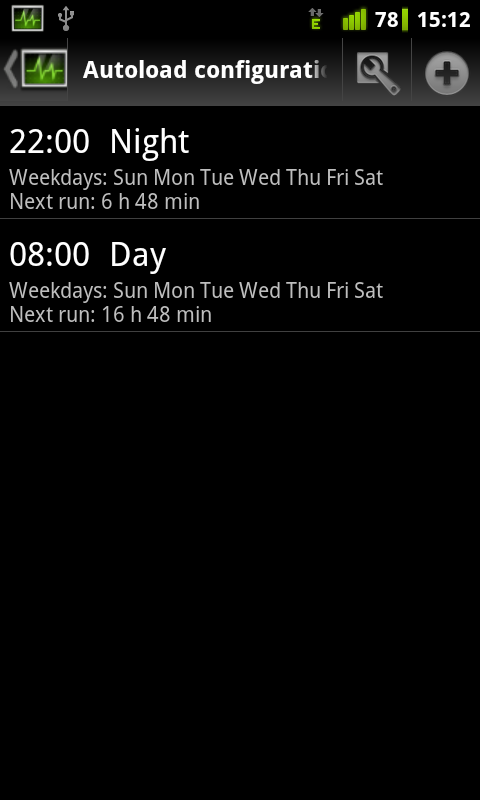 E 78 15:12
Autoload configurati
22:00 Night
Weekdays: Sun Mon Tue Wed Thu Fri Sat
Next run: 6 h 48 min
08:00 Day
Weekdays: Sun Mon Tue Wed Thu Fri Sat
Next run: 16 h 48 min